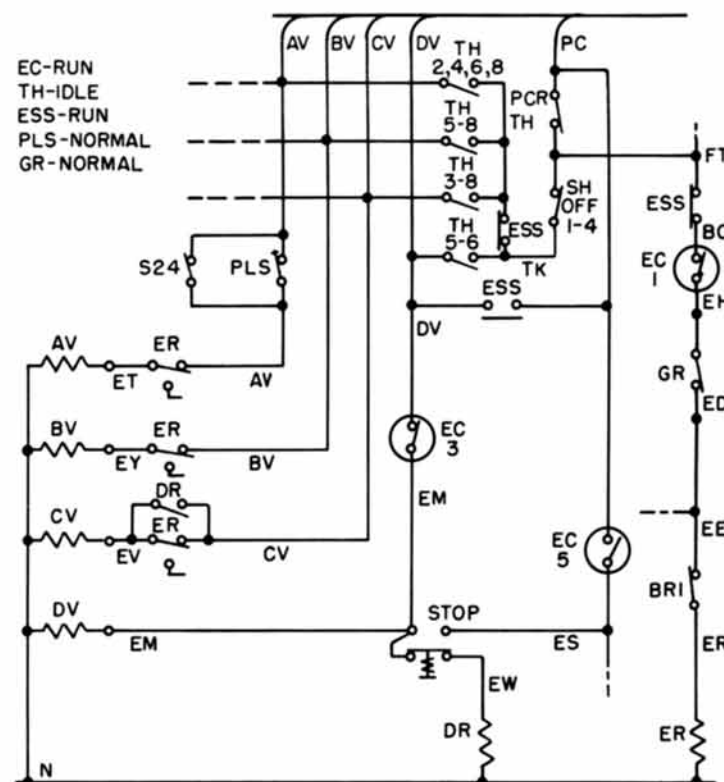 AV BV CV DV PC
EC-RUN
TH-IDLE
ESS-RUN
PLS-NORMAL
GR-NORMAL
TH
2,4,6,8
PCR
TH
TH
5-8
FT
TH
3-8
SH
OFF
1-4
ESS
ESS
BC
TH
5-6
TK
S24 PLS
EC
1
ESS
EH
DV
AV ER
ET AV
GR
ED
BV ER
EY BV
EC
3
DR
CV ER
EV CV
EM
EC
5
EE
BRI
DV STOP
EM ES
ER
EW
DR ER
N